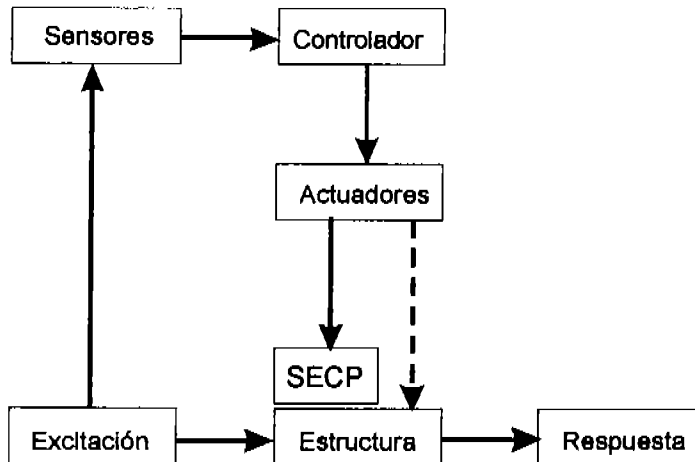 Sensores
Controlador
Actuadores
SECP
Excitación
Estructura
Respuesta